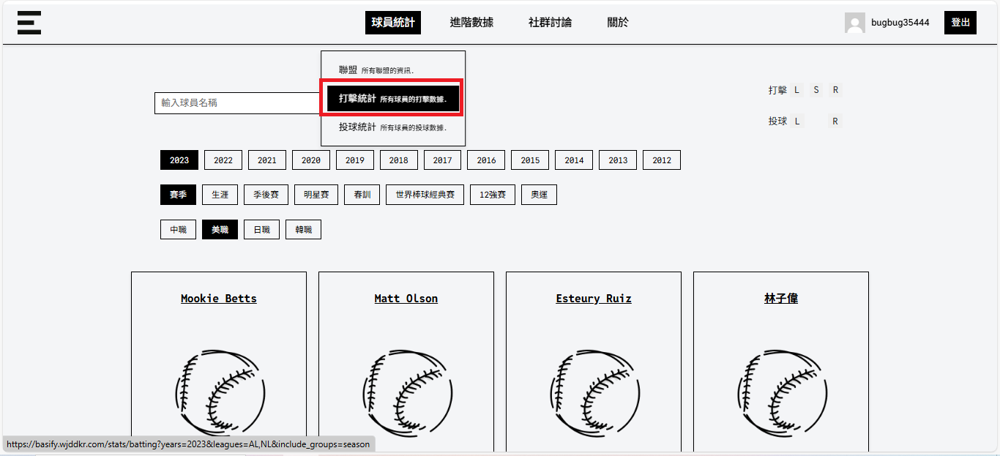 球員統計 進階數據 社群討論 關於 bugbug35444 登出
聯盟 所有聯盟的資訊.
打擊統計 所有球員的打擊數據.
投球統計 所有球員的投球數據.
輸入球員名稱
打擊 L S R
投球 L R
2023 2022 2021 2020 2019 2018 2017 2016 2015 2014 2013 2012
賽季 生涯 季後賽 明星賽 春訓 世界棒球經典賽 12強賽 奧運
中職 美職 日職 韓職
Mookie Betts Matt Olson Esteury Ruiz 林子偉
https://basify.wjddkr.com/stats/batting?years=2023&leagues=AL,NL&include_groups=season